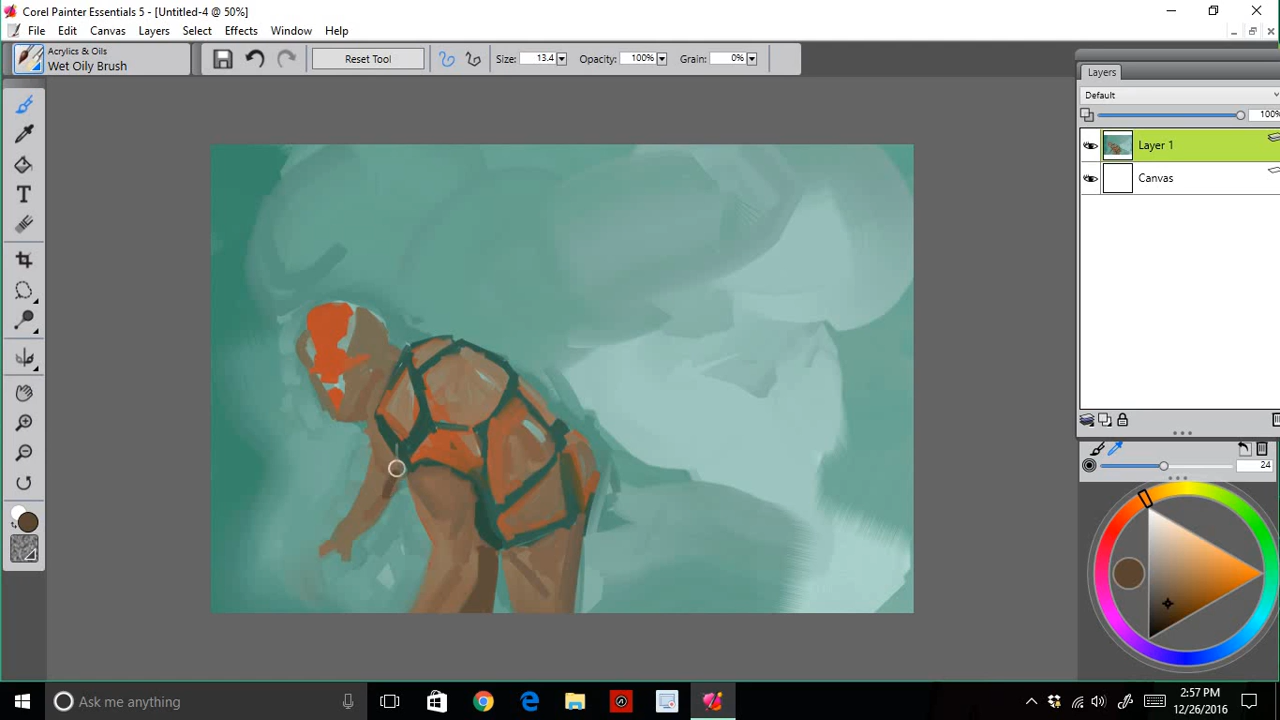 Corel Painter Essentials 5 - [Untitled-4 @ 50%]
File Edit Canvas Layers Select Effects Window Help
Acrylics & Oils
Wet Oily Brush
Reset Tool
Size: 13.4
Opacity: 100%
Grain: 0%
Layers
Default
100%
Layer 1
Canvas
24
Ask me anything
2:57 PM
12/26/2016